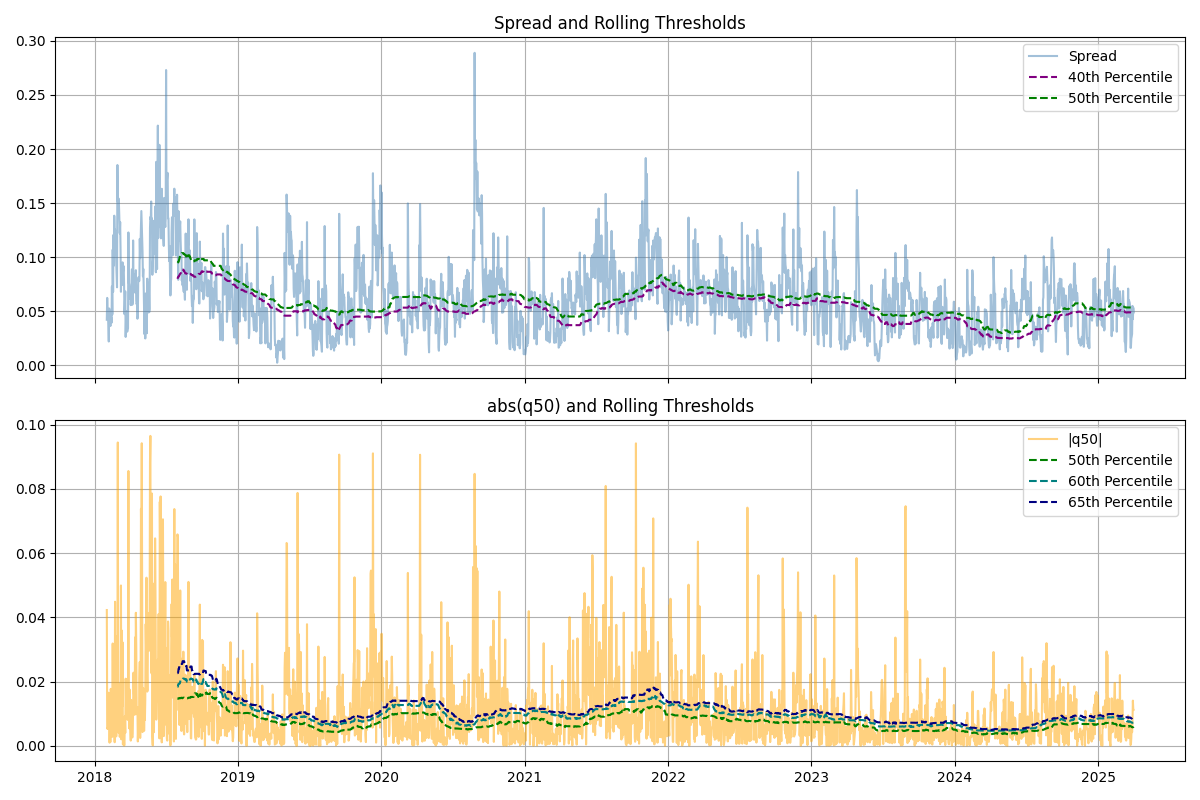 Spread and Rolling Thresholds
0.30
0.25
0.20
0.15
0.10
0.05
0.00
Spread
40th Percentile
50th Percentile
abs(q50) and Rolling Thresholds
0.10
0.08
0.06
0.04
0.02
0.00
|q50|
50th Percentile
60th Percentile
65th Percentile
2018 2019 2020 2021 2022 2023 2024 2025